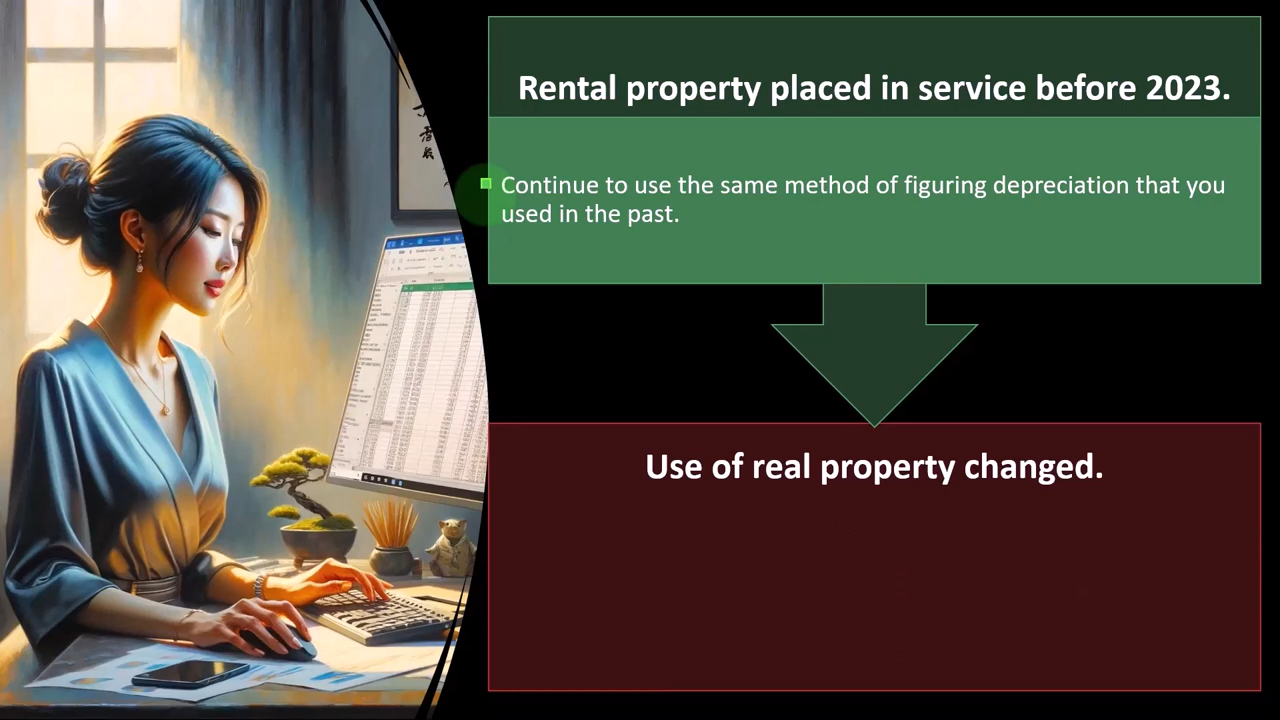 Rental property placed in service before 2023.
Continue to use the same method of figuring depreciation that you
used in the past.
Use of real property changed.